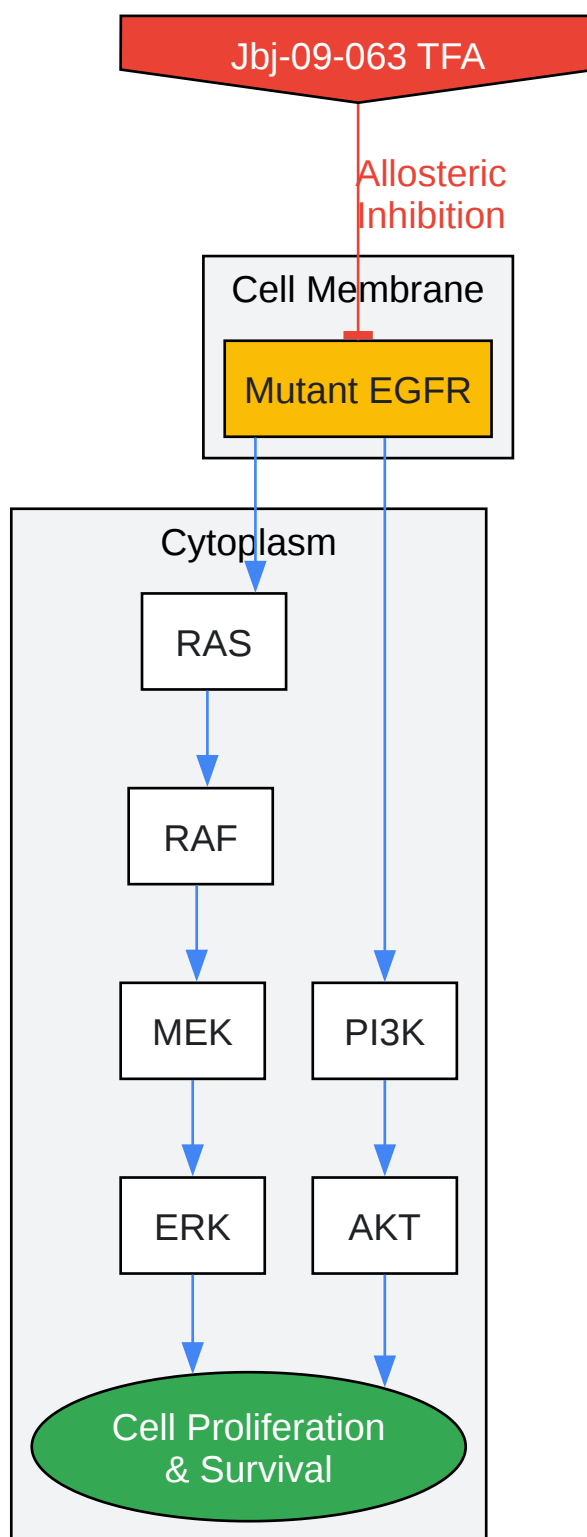 Jbj-09-063 TFA
Allosteric
Inhibition
Cell Membrane
Mutant EGFR
Cytoplasm
RAS
RAF
MEK
PI3K
ERK
AKT
Cell Proliferation
& Survival